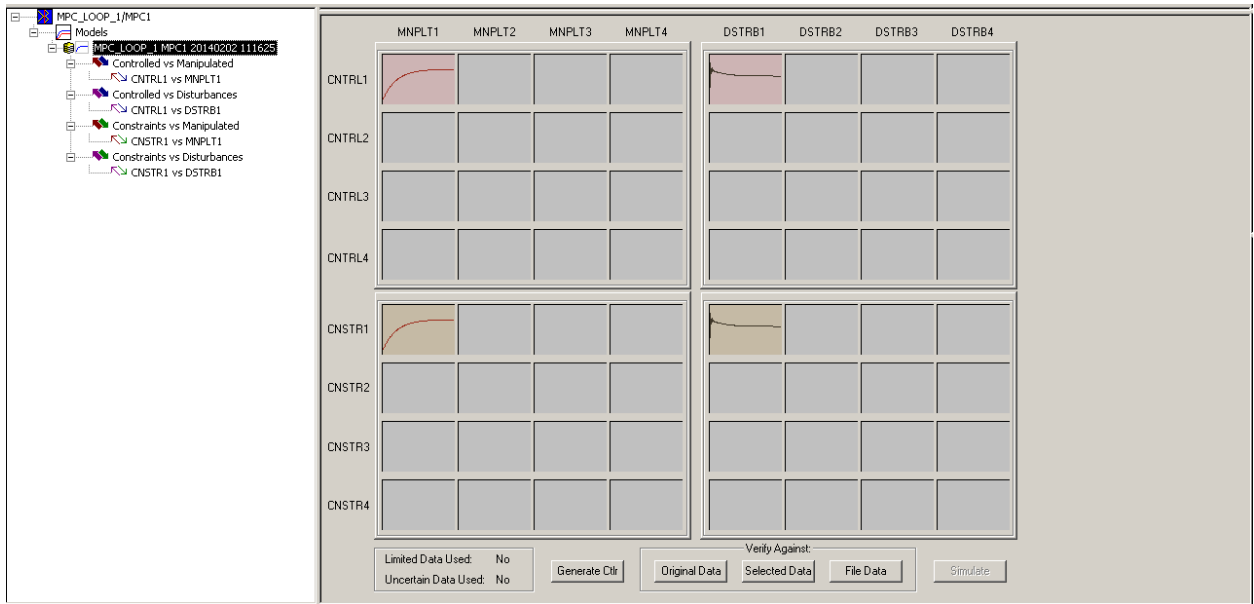 MPC_LOOP_1/MPC1
Models
MPC_LOOP_1 MPC1 20140202 111625
Controlled vs Manipulated
CNTRL1 vs MNPLT1
Controlled vs Disturbances
CNTRL1 vs DSTRB1
Constraints vs Manipulated
CNSTR1 vs MNPLT1
Constraints vs Disturbances
CNSTR1 vs DSTRB1
MNPLT1 MNPLT2 MNPLT3 MNPLT4 DSTRB1 DSTRB2 DSTRB3 DSTRB4
CNTRL1
CNTRL2
CNTRL3
CNTRL4
CNSTR1
CNSTR2
CNSTR3
CNSTR4
Limited Data Used: No
Uncertain Data Used: No
Generate Ctlr
Verify Against:
Original Data Selected Data File Data
Simulate